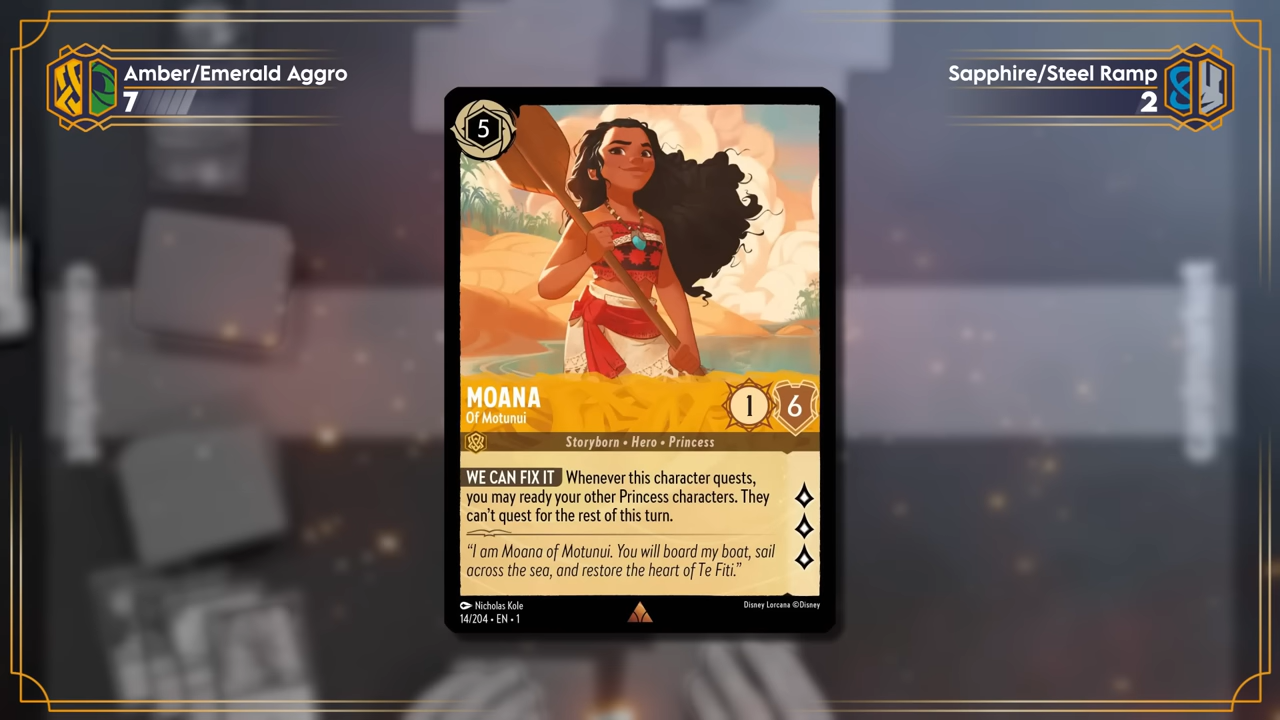 Amber/Emerald Aggro
7
Sapphire/Steel Ramp
2
5
MOANA
Of Motunui
1
6
Storyborn • Hero • Princess
WE CAN FIX IT Whenever this character quests,
you may ready your other Princess characters. They
can't quest for the rest of this turn.
“I am Moana of Motunui. You will board my boat, sail
across the sea, and restore the heart of Te Fiti.”
Nicholas Kole
14/204 • EN • 1
Disney Lorcana ©Disney